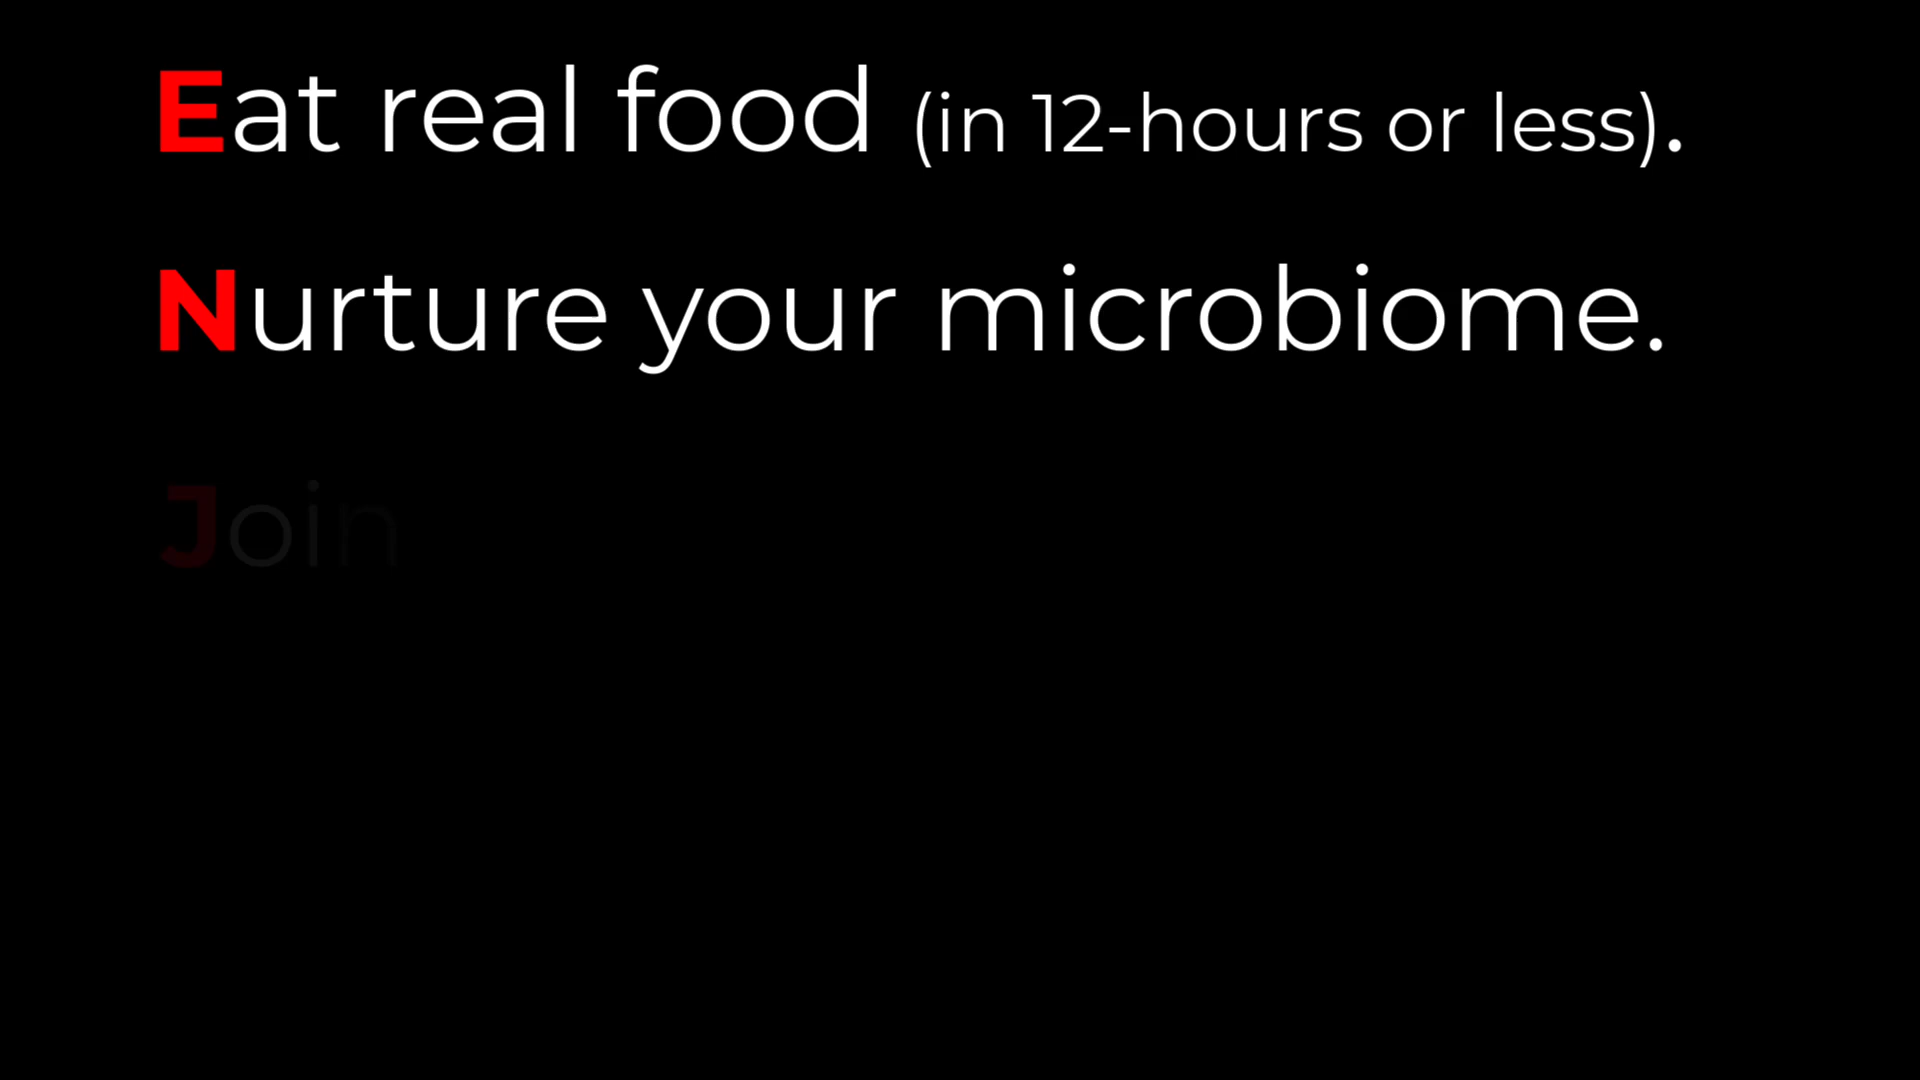 Eat real food (in 12-hours or less).
Nurture your microbiome.
Join